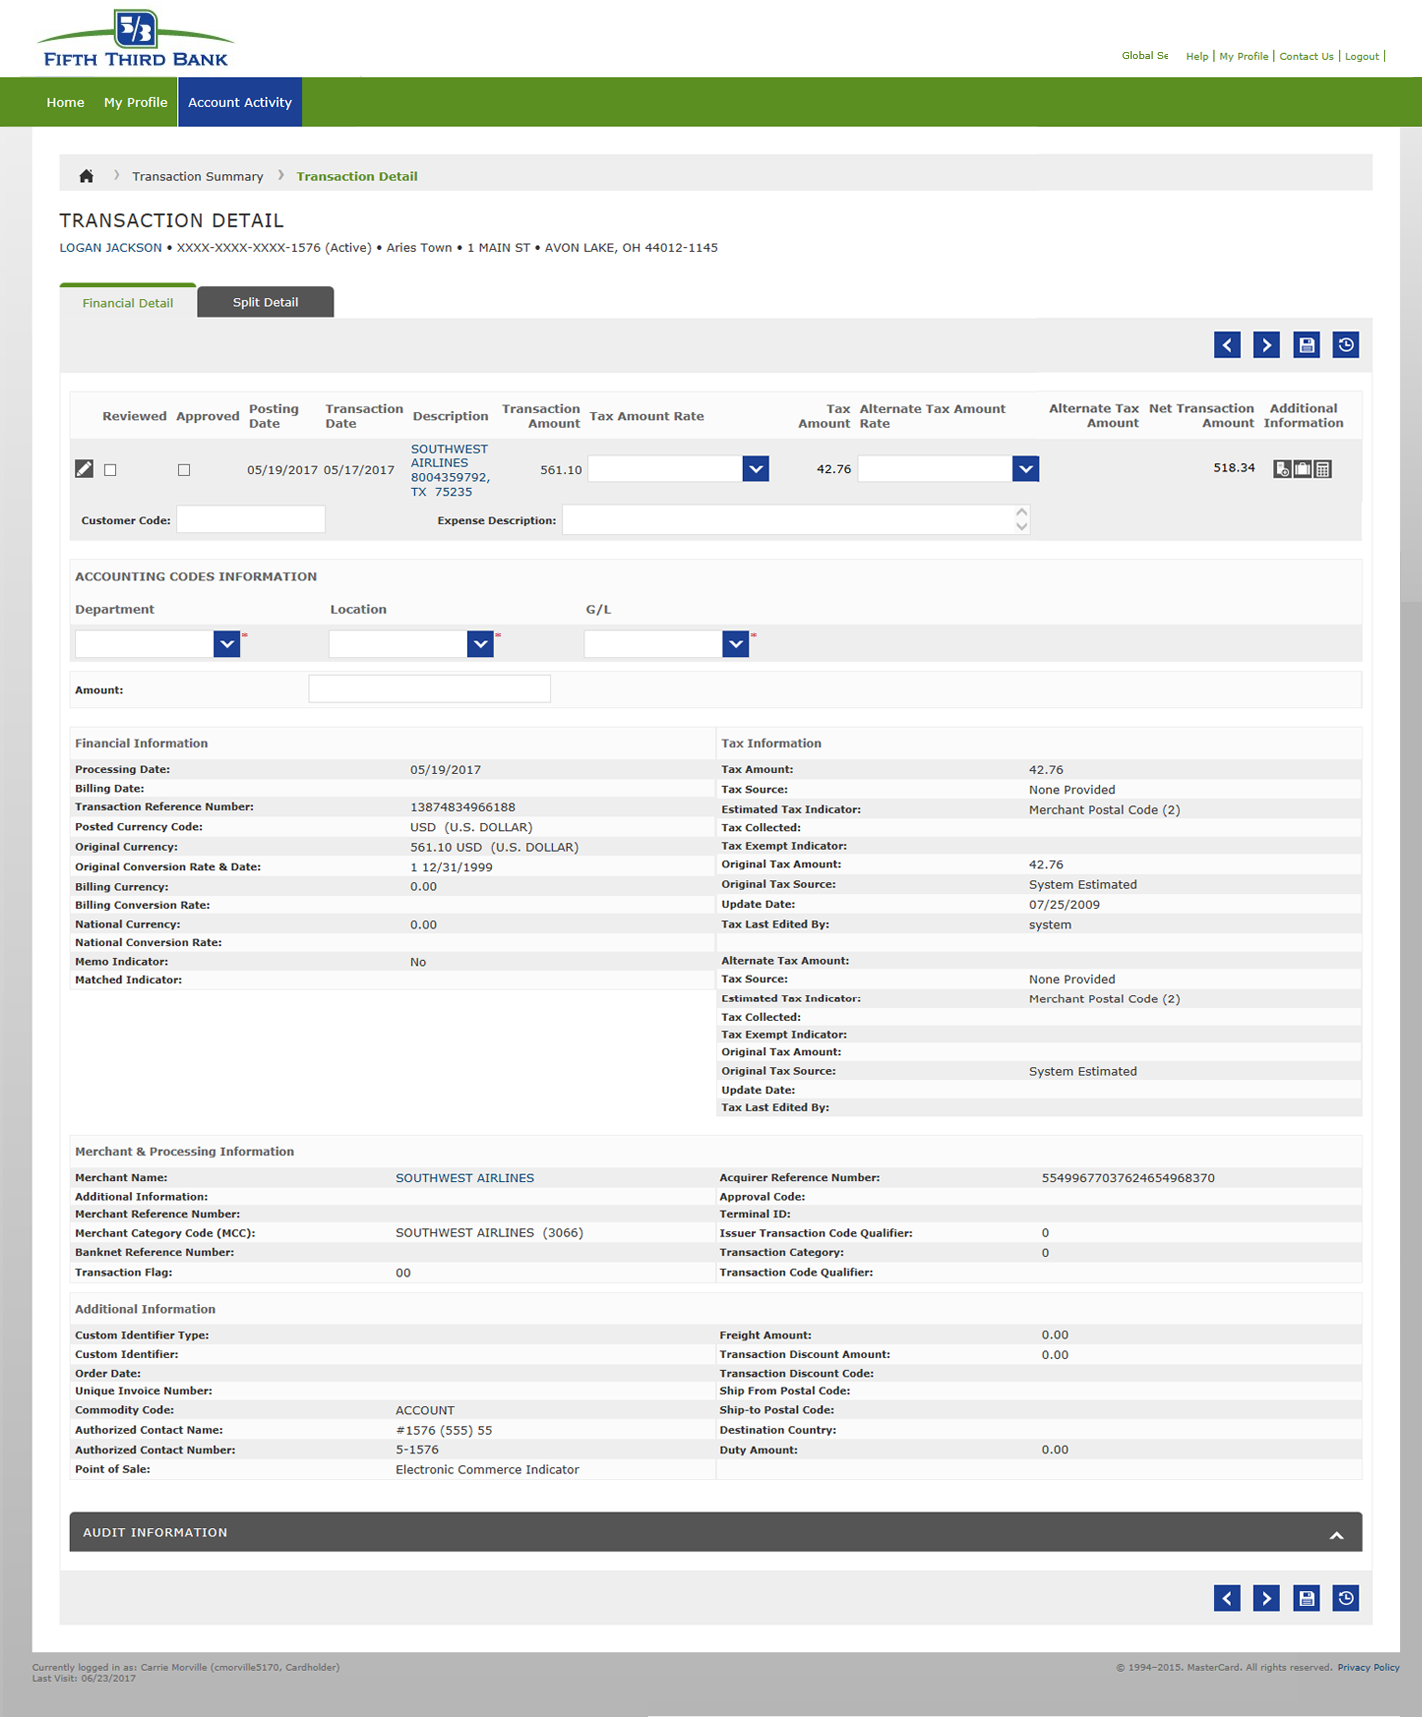 5/3
FIFTH THIRD BANK
Global Se Help | My Profile | Contact Us | Logout |
Home My Profile Account Activity
Transaction Summary Transaction Detail
TRANSACTION DETAIL
LOGAN JACKSON • XXXX-XXXX-XXXX-1576 (Active) • Aries Town • 1 MAIN ST • AVON LAKE, OH 44012-1145
Financial Detail Split Detail
Reviewed Approved Posting Date Transaction Date Description Transaction Amount Tax Amount Rate Tax Amount Alternate Tax Amount Rate Alternate Tax Amount Net Transaction Amount Additional Information
05/19/2017 05/17/2017 SOUTHWEST AIRLINES 8004359792, TX 75235 561.10 42.76 518.34
Customer Code: Expense Description:
ACCOUNTING CODES INFORMATION
Department Location G/L
* * *
Amount:
Financial Information
Processing Date: 05/19/2017
Billing Date:
Transaction Reference Number: 13874834966188
Posted Currency Code: USD (U.S. DOLLAR)
Original Currency: 561.10 USD (U.S. DOLLAR)
Original Conversion Rate & Date: 1 12/31/1999
Billing Currency: 0.00
Billing Conversion Rate:
National Currency: 0.00
National Conversion Rate:
Memo Indicator: No
Matched Indicator:
Tax Information
Tax Amount: 42.76
Tax Source: None Provided
Estimated Tax Indicator: Merchant Postal Code (2)
Tax Collected:
Tax Exempt Indicator:
Original Tax Amount: 42.76
Original Tax Source: System Estimated
Update Date: 07/25/2009
Tax Last Edited By: system
Alternate Tax Amount:
Tax Source: None Provided
Estimated Tax Indicator: Merchant Postal Code (2)
Tax Collected:
Tax Exempt Indicator:
Original Tax Amount:
Original Tax Source: System Estimated
Update Date:
Tax Last Edited By:
Merchant & Processing Information
Merchant Name: SOUTHWEST AIRLINES Acquirer Reference Number: 55499677037624654968370
Additional Information: Approval Code:
Merchant Reference Number: Terminal ID:
Merchant Category Code (MCC): SOUTHWEST AIRLINES (3066) Issuer Transaction Code Qualifier: 0
Banknet Reference Number: Transaction Category: 0
Transaction Flag: 00 Transaction Code Qualifier:
Additional Information
Custom Identifier Type: Freight Amount: 0.00
Custom Identifier: Transaction Discount Amount: 0.00
Order Date: Transaction Discount Code:
Unique Invoice Number: Ship From Postal Code:
Commodity Code: ACCOUNT Ship-to Postal Code:
Authorized Contact Name: #1576 (555) 55 Destination Country:
Authorized Contact Number: 5-1576 Duty Amount: 0.00
Point of Sale: Electronic Commerce Indicator
AUDIT INFORMATION
Currently logged in as: Carrie Morville (cmorville5170, Cardholder) © 1994–2015. MasterCard. All rights reserved. Privacy Policy
Last Visit: 06/23/2017